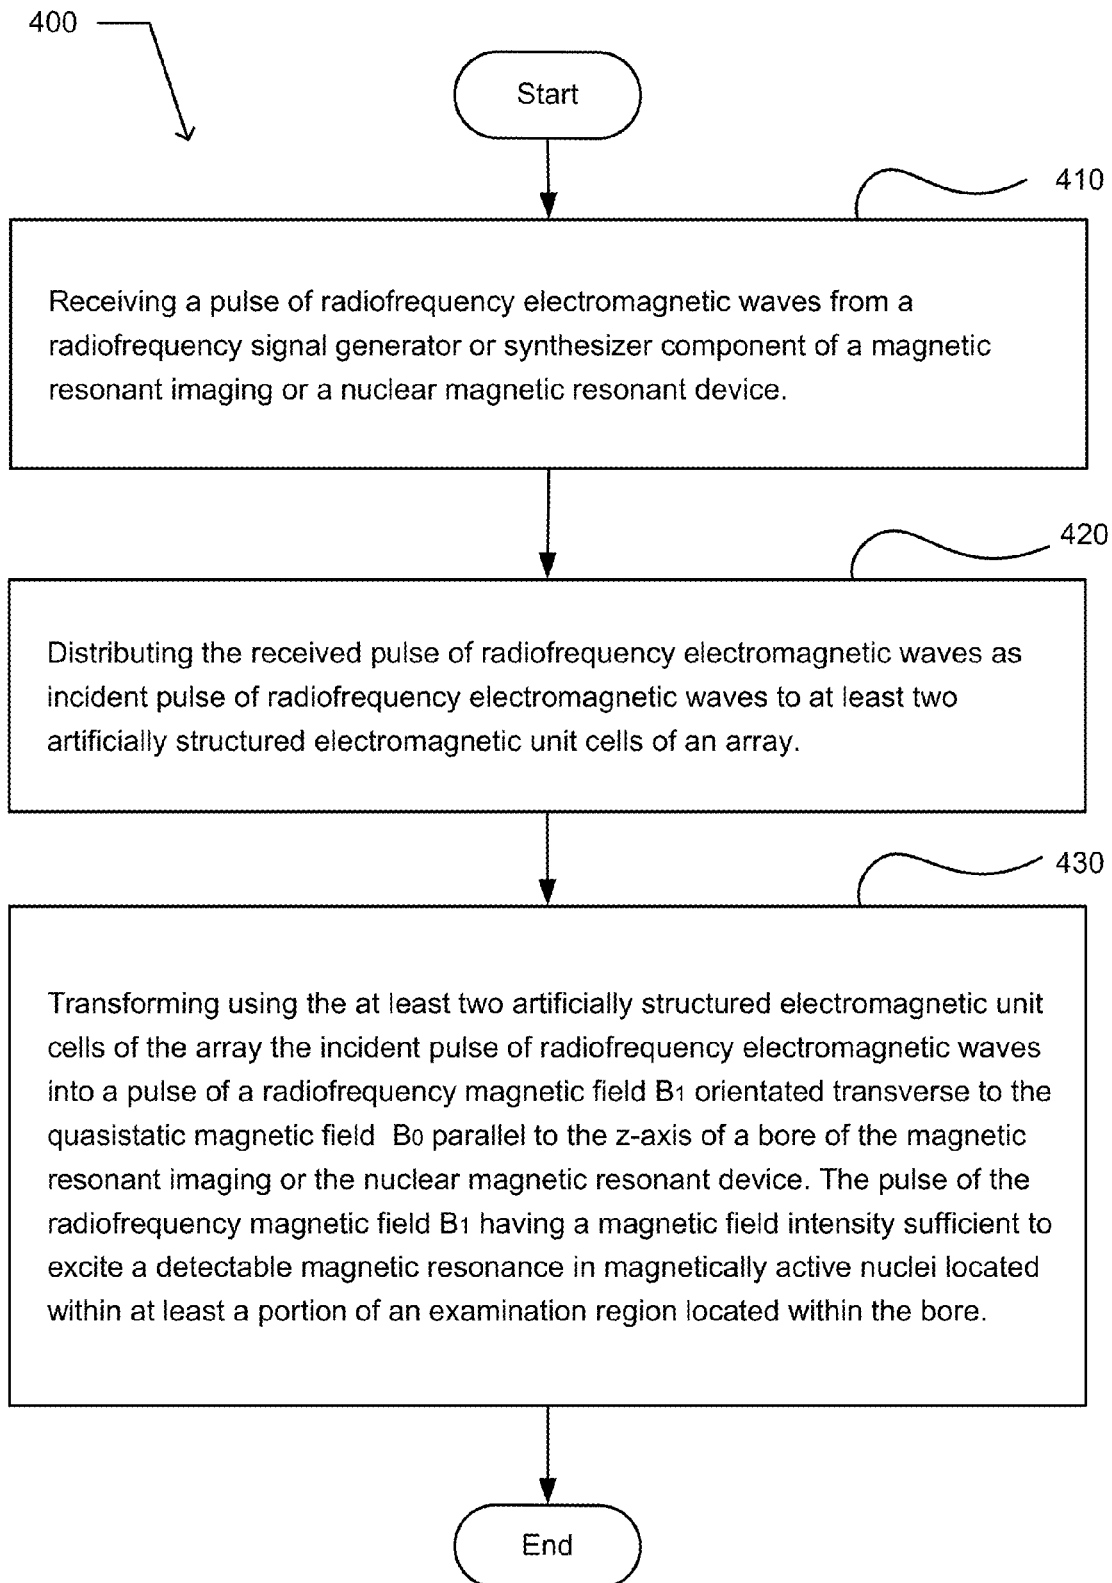 400
Start
410
Receiving a pulse of radiofrequency electromagnetic waves from a
radiofrequency signal generator or synthesizer component of a magnetic
resonant imaging or a nuclear magnetic resonant device.
420
Distributing the received pulse of radiofrequency electromagnetic waves as
incident pulse of radiofrequency electromagnetic waves to at least two
artificially structured electromagnetic unit cells of an array.
430
Transforming using the at least two artificially structured electromagnetic unit
cells of the array the incident pulse of radiofrequency electromagnetic waves
into a pulse of a radiofrequency magnetic field B1 orientated transverse to the
quasistatic magnetic field B0 parallel to the z-axis of a bore of the magnetic
resonant imaging or the nuclear magnetic resonant device. The pulse of the
radiofrequency magnetic field B1 having a magnetic field intensity sufficient to
excite a detectable magnetic resonance in magnetically active nuclei located
within at least a portion of an examination region located within the bore.
End